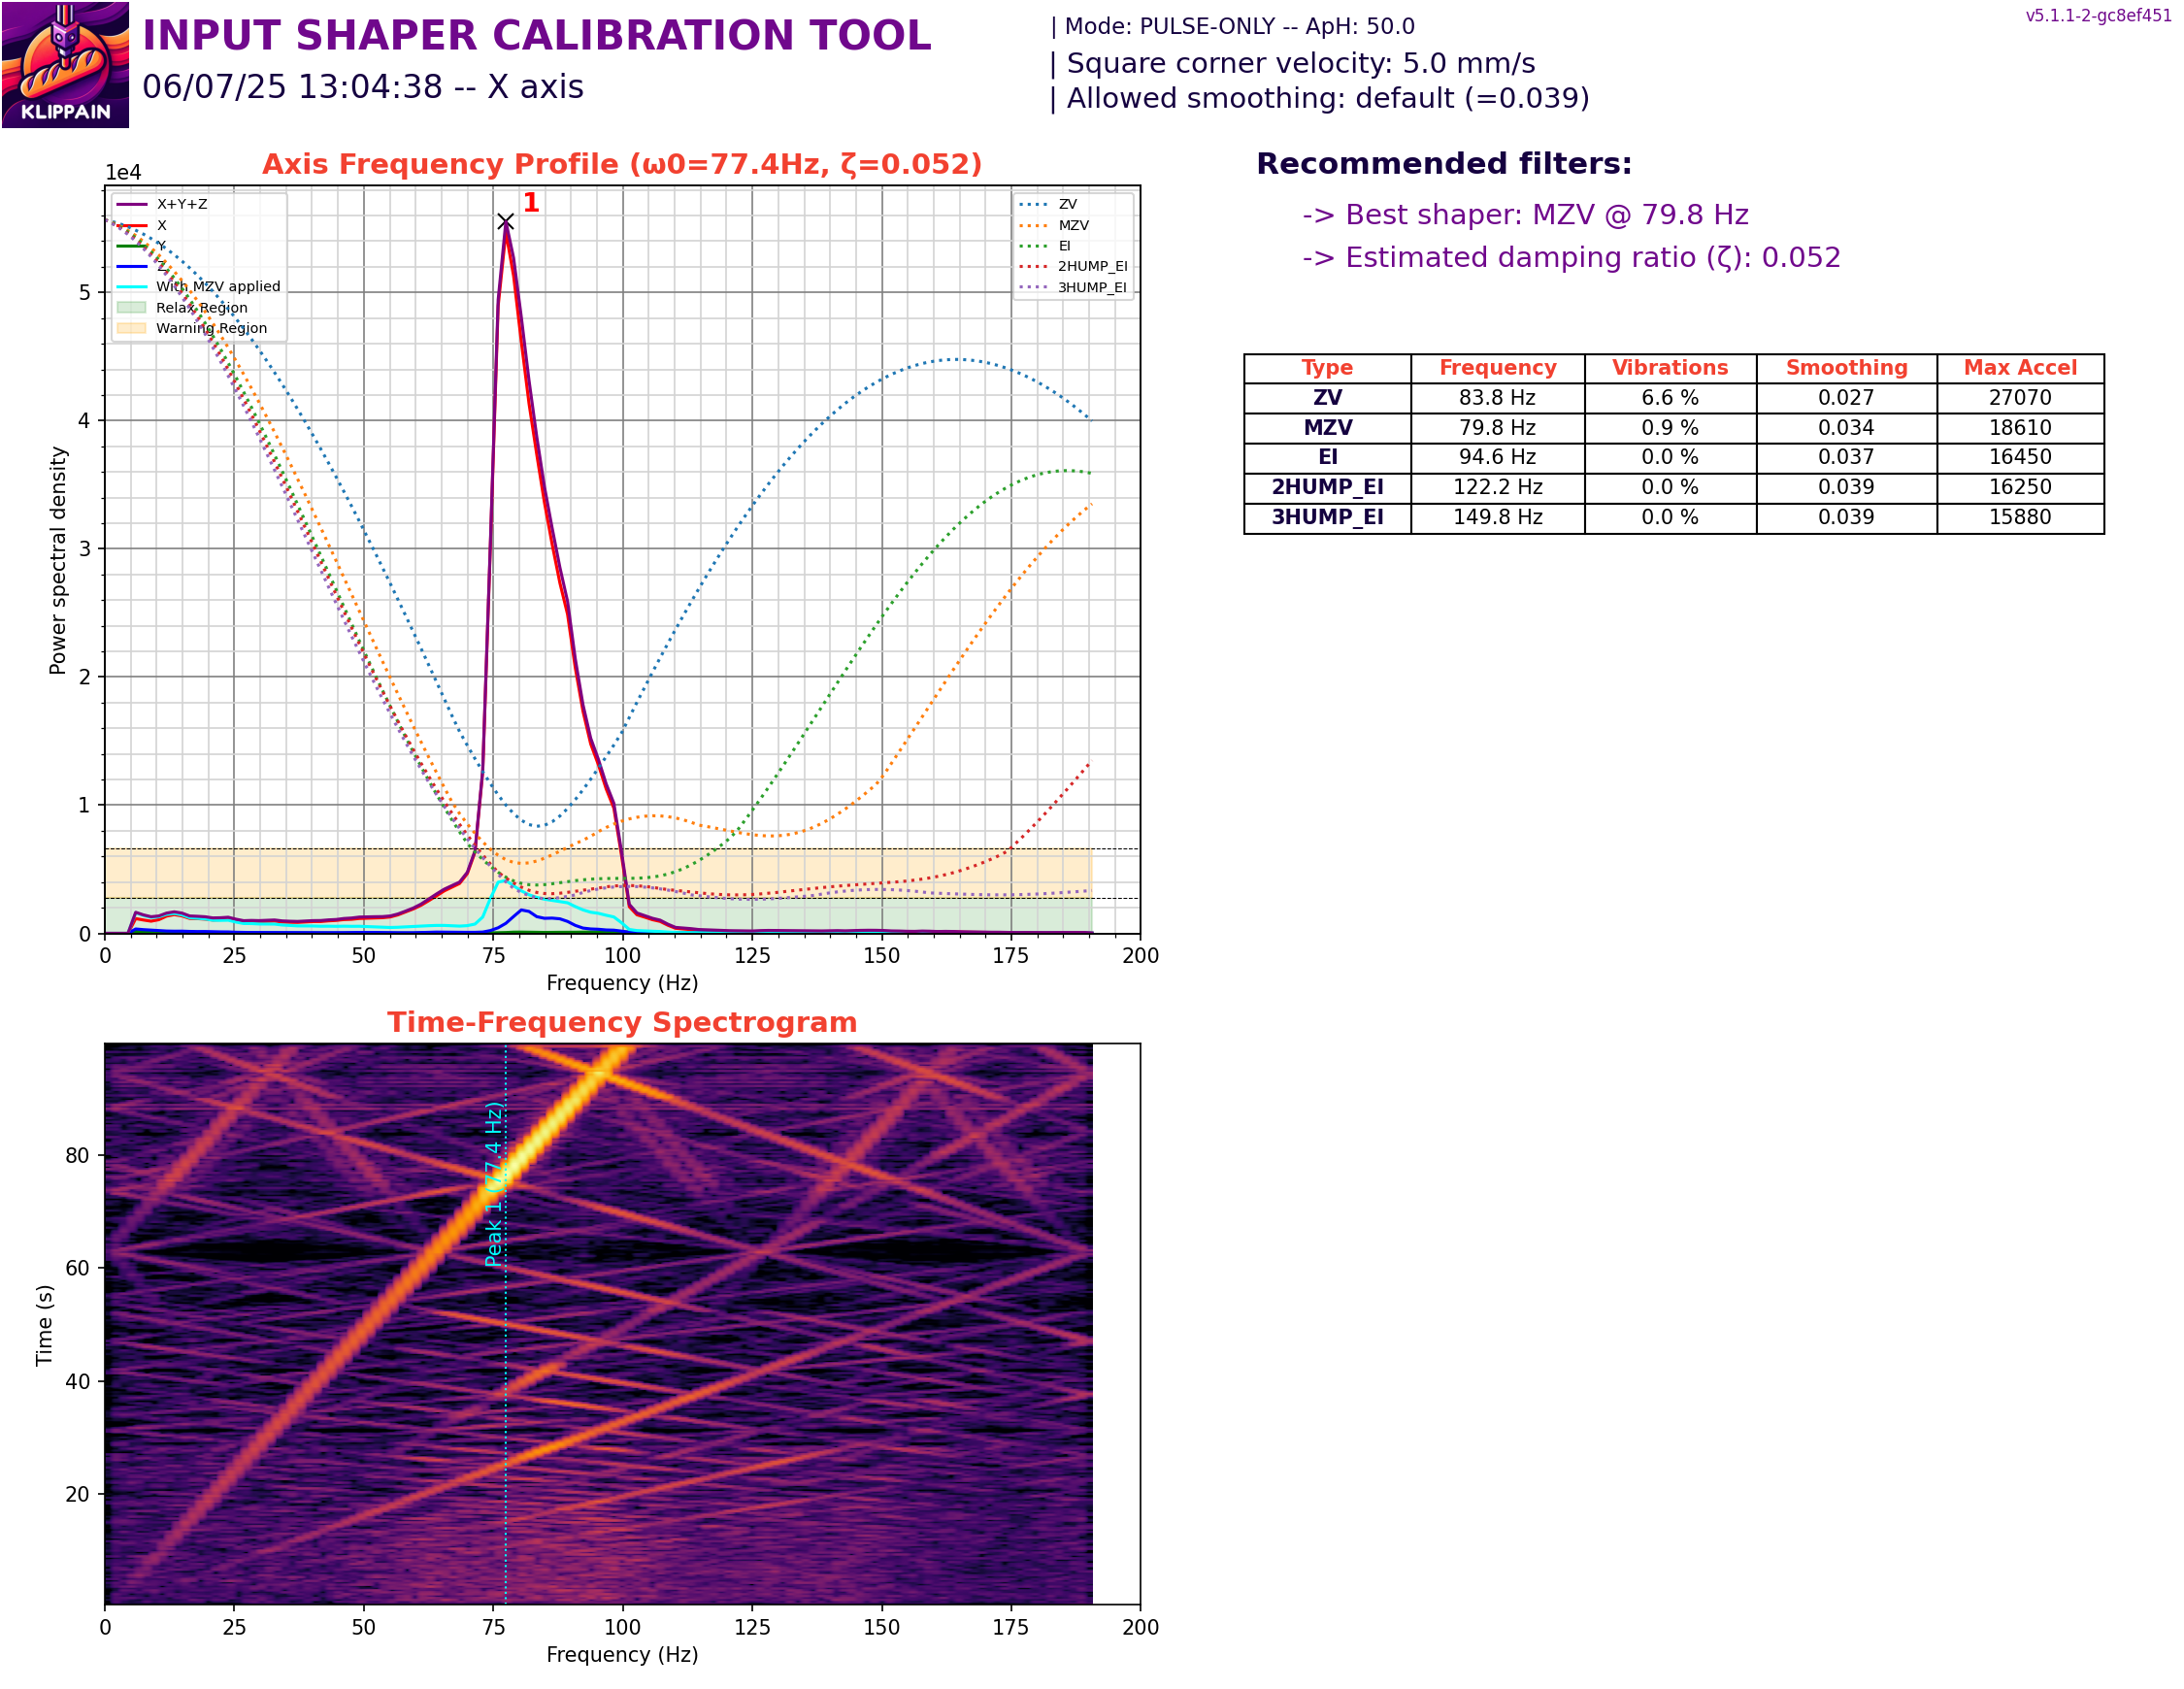 KLIPPAIN
INPUT SHAPER CALIBRATION TOOL
06/07/25 13:04:38 -- X axis
| Mode: PULSE-ONLY -- ApH: 50.0
| Square corner velocity: 5.0 mm/s
| Allowed smoothing: default (=0.039)
v5.1.1-2-gc8ef451
Axis Frequency Profile (ω0=77.4Hz, ζ=0.052)
1e4
1
X+Y+Z
X
Y
Z
With MZV applied
Relax Region
Warning Region
ZV
MZV
EI
2HUMP_EI
3HUMP_EI
Power spectral density
5
4
3
2
1
0
0 25 50 75 100 125 150 175 200
Frequency (Hz)
Recommended filters:
-> Best shaper: MZV @ 79.8 Hz
-> Estimated damping ratio (ζ): 0.052
Type Frequency Vibrations Smoothing Max Accel
ZV 83.8 Hz 6.6 % 0.027 27070
MZV 79.8 Hz 0.9 % 0.034 18610
EI 94.6 Hz 0.0 % 0.037 16450
2HUMP_EI 122.2 Hz 0.0 % 0.039 16250
3HUMP_EI 149.8 Hz 0.0 % 0.039 15880
Time-Frequency Spectrogram
Peak 1 (77.4 Hz)
Time (s)
80
60
40
20
0 25 50 75 100 125 150 175 200
Frequency (Hz)